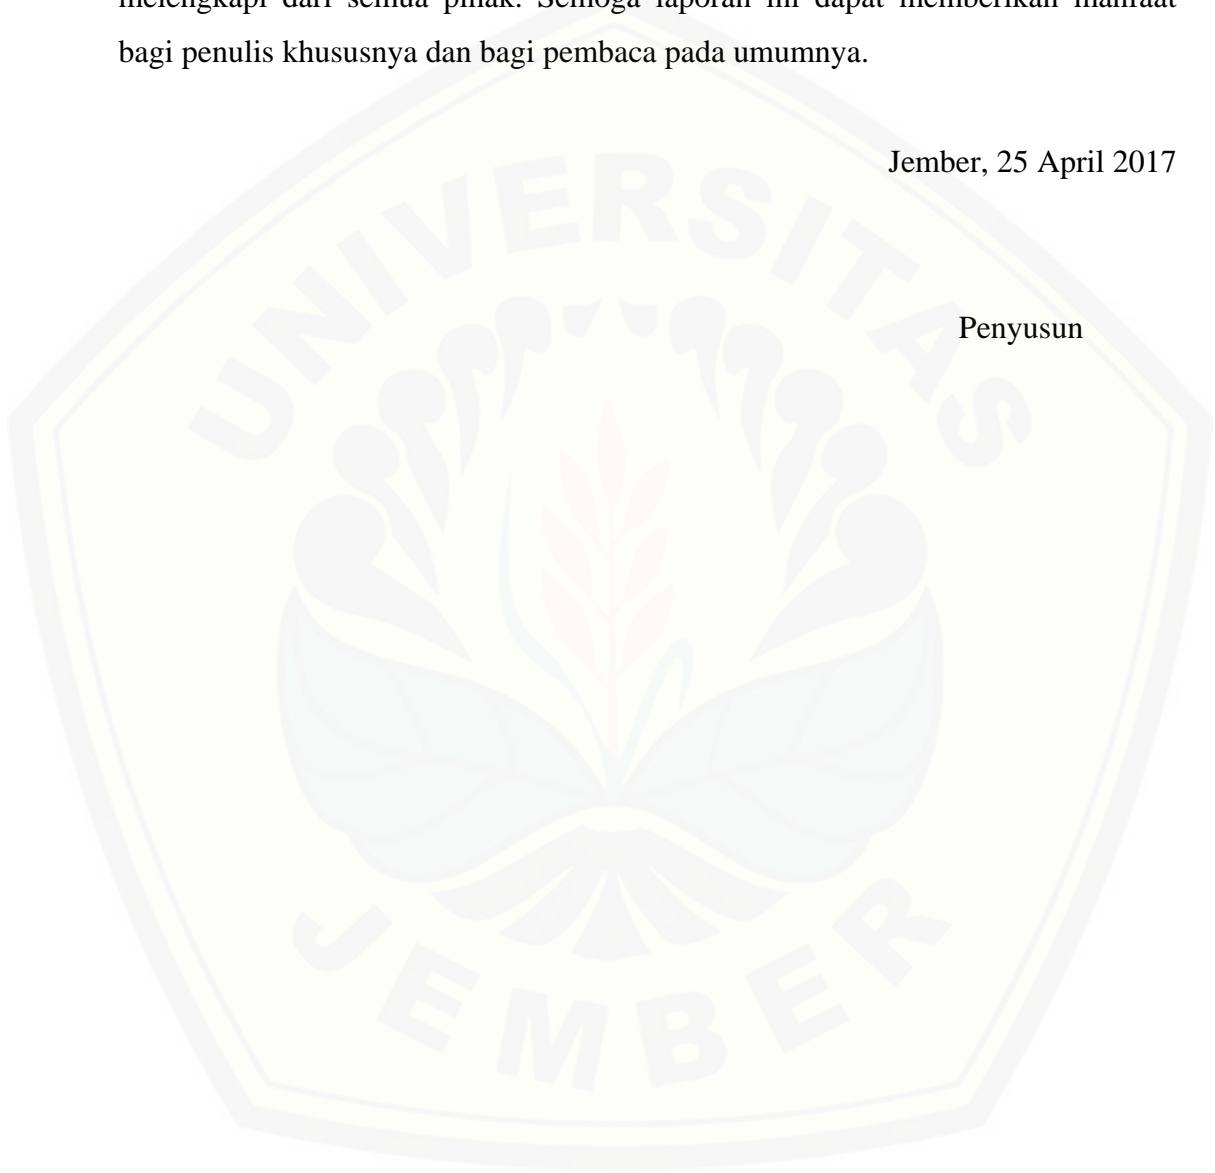 melengkapi dari semua pihak. Semoga laporan ini dapat memberikan manfaat
bagi penulis khususnya dan bagi pembaca pada umumnya.
Jember, 25 April 2017
Penyusun
UNIVERSITAS
JEMBER